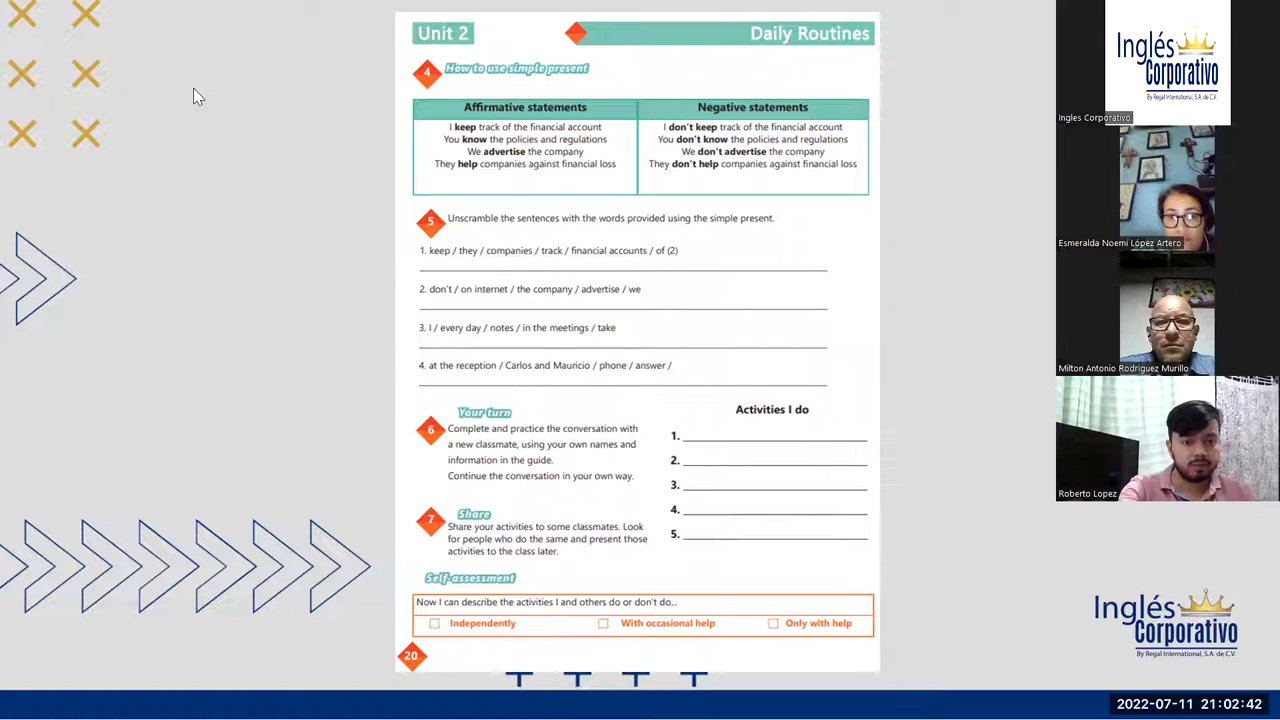 Unit 2
Daily Routines
4
How to use simple present
Affirmative statements
Negative statements
I keep track of the financial account
You know the policies and regulations
We advertise the company
They help companies against financial loss
I don't keep track of the financial account
You don't know the policies and regulations
We don't advertise the company
They don't help companies against financial loss
5
Unscramble the sentences with the words provided using the simple present.
1. keep / they / companies / track / financial accounts / of (2)
2. don't / on internet / the company / advertise / we
3. I / every day / notes / in the meetings / take
4. at the reception / Carlos and Mauricio / phone / answer /
6
Your turn
Complete and practice the conversation with
a new classmate, using your own names and
information in the guide.
Continue the conversation in your own way.
Activities I do
1.
2.
3.
4.
5.
7
Share
Share your activities to some classmates. Look
for people who do the same and present those
activities to the class later.
Self-assessment
Now I can describe the activities I and others do or don't do...
Independently
With occasional help
Only with help
20
Inglés
Corporativo
By Regal International, S.A. de C.V.
Ingles Corporativo
Esmeralda Noemí López Artero
Milton Antonio Rodriguez Murillo
Roberto Lopez
Inglés
Corporativo
By Regal International, S.A. de C.V.
2022-07-11 21:02:42